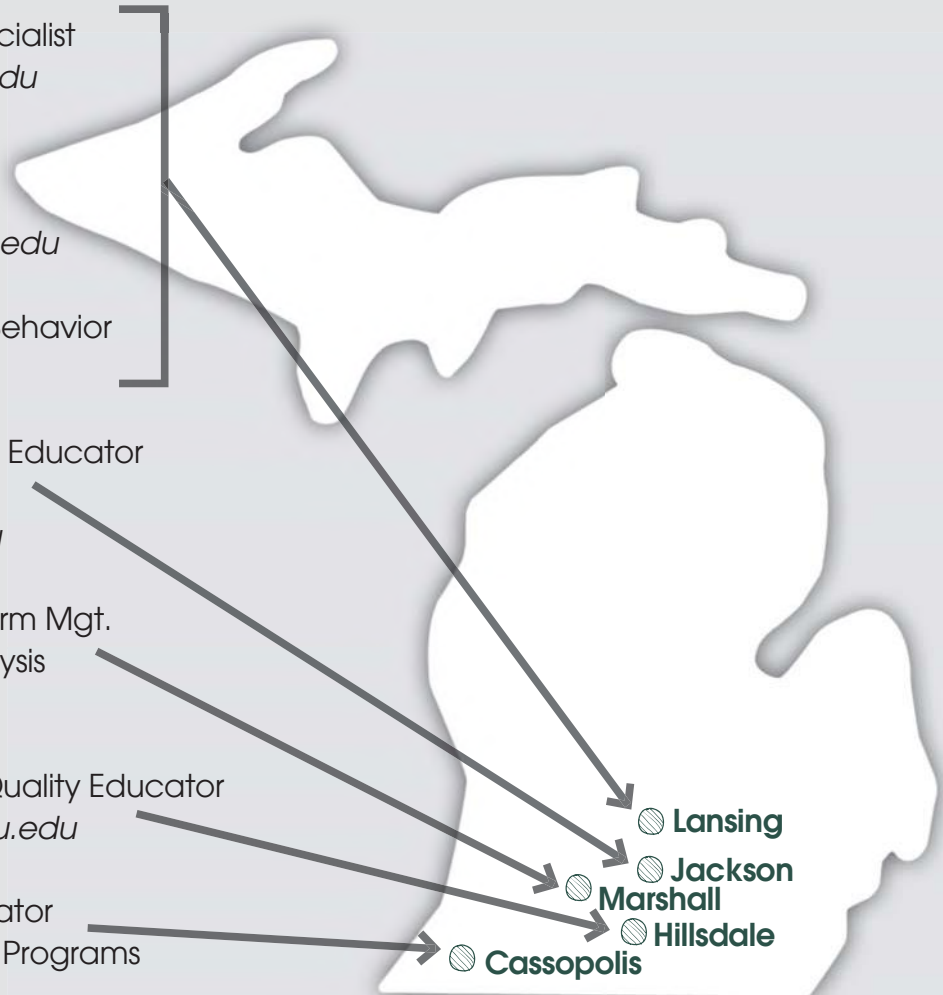 cialist
du
edu
ehavior
Educator
rm Mgt.
ysis
Quality Educator
u.edu
ator
Programs
Lansing
Jackson
Marshall
Hillsdale
Cassopolis